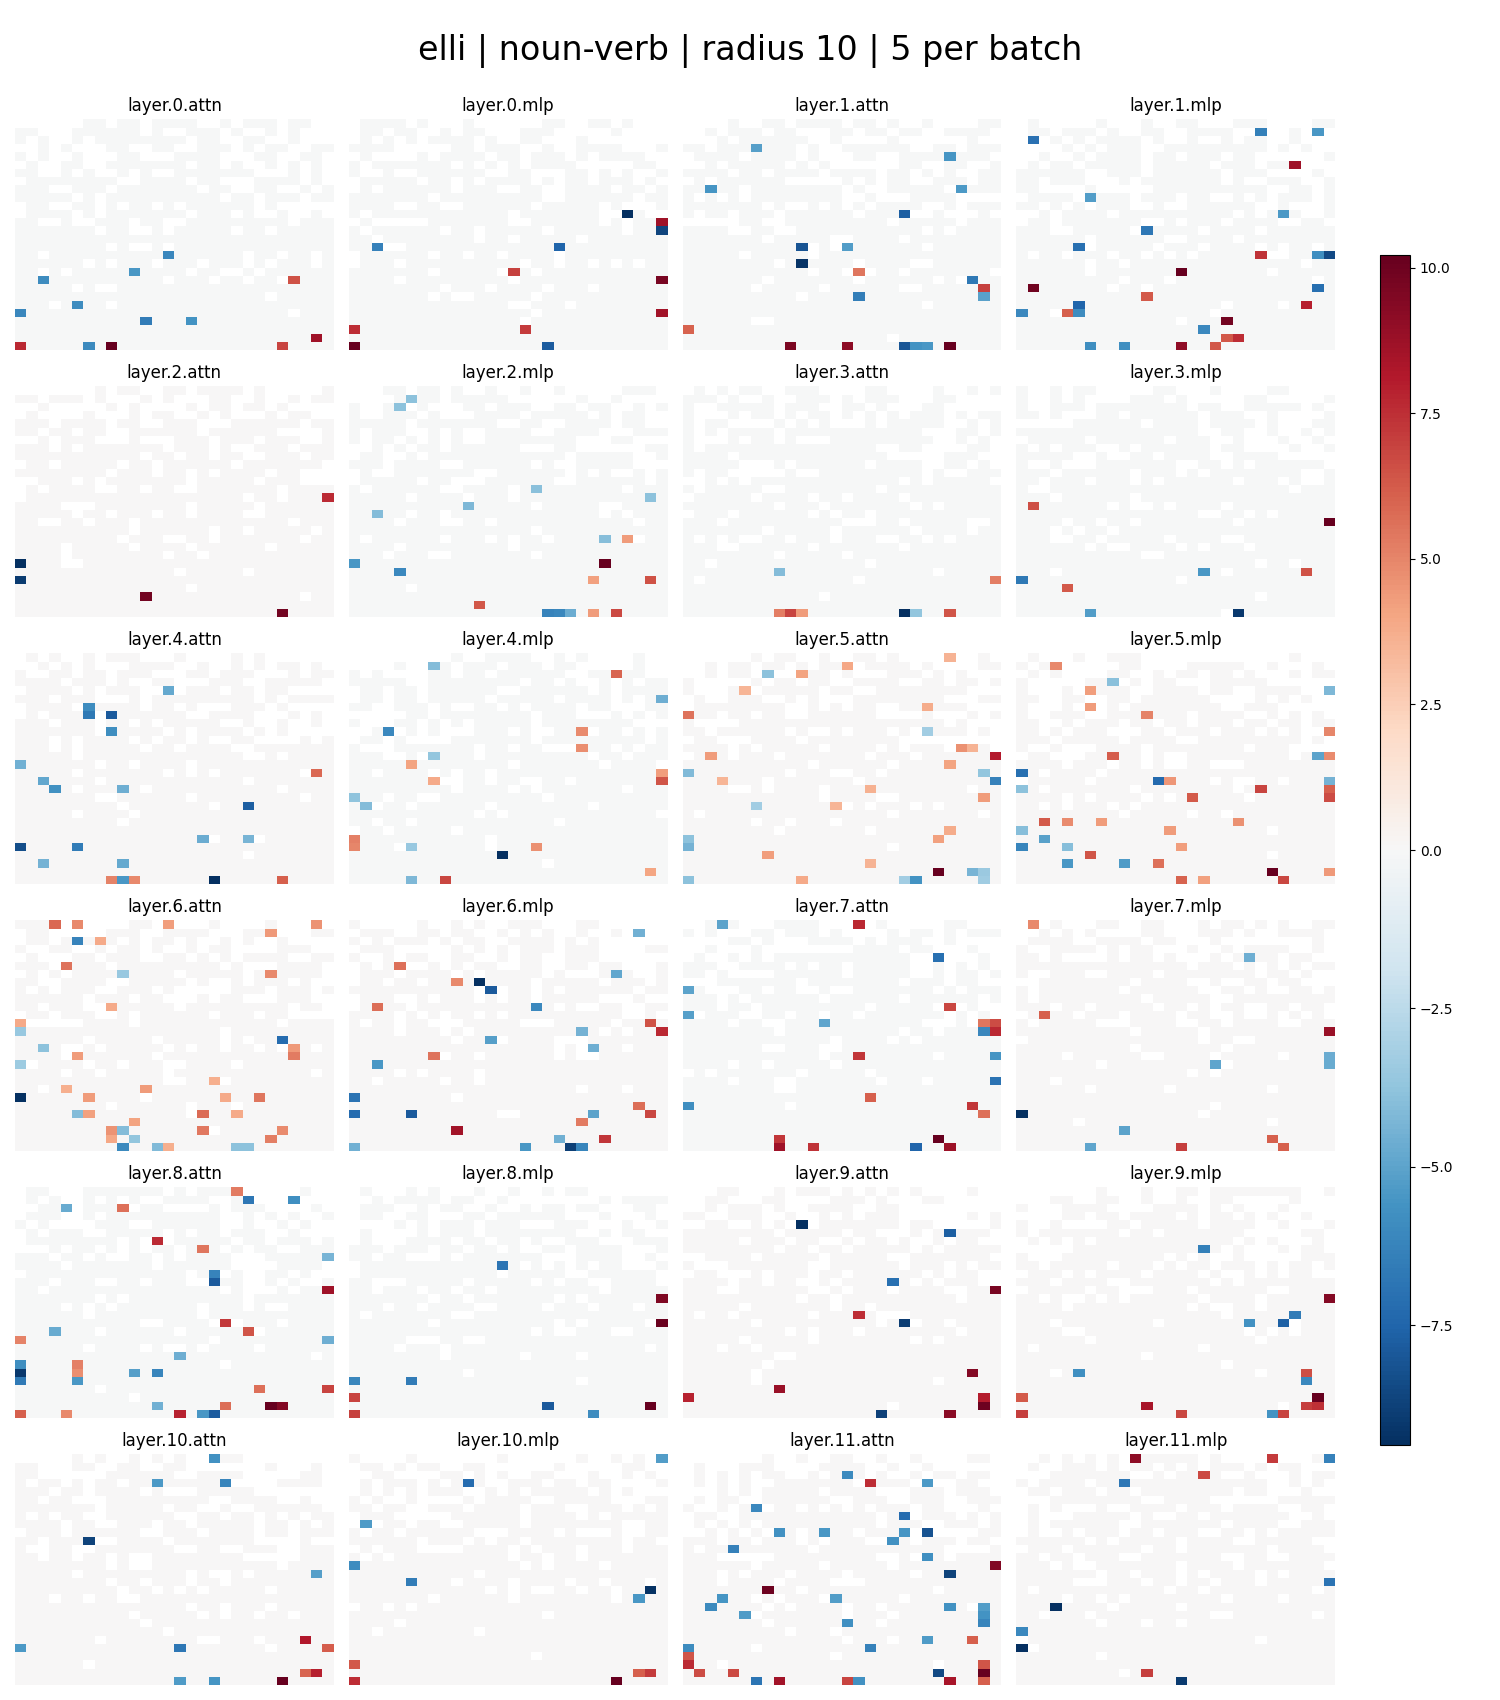 elli | noun-verb | radius 10 | 5 per batch
layer.0.attn layer.0.mlp layer.1.attn layer.1.mlp
layer.2.attn layer.2.mlp layer.3.attn layer.3.mlp
layer.4.attn layer.4.mlp layer.5.attn layer.5.mlp
layer.6.attn layer.6.mlp layer.7.attn layer.7.mlp
layer.8.attn layer.8.mlp layer.9.attn layer.9.mlp
layer.10.attn layer.10.mlp layer.11.attn layer.11.mlp
10.0
7.5
5.0
2.5
0.0
−2.5
−5.0
−7.5